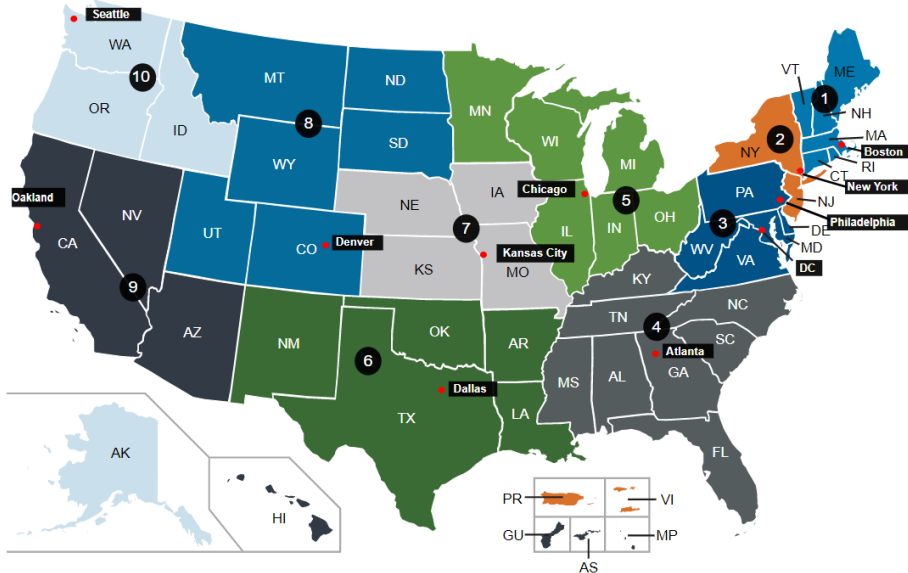 Seattle
WA
10
OR
ID
MT
8
WY
ND
SD
MN
WI
MI
VT
ME
1
NH
MA
Boston
RI
CT
NY
2
New York
NJ
Philadelphia
PA
3
DE
MD
DC
WV
VA
Oakland
CA
NV
9
UT
AZ
CO
Denver
NE
IA
7
KS
Kansas City
MO
Chicago
IL
5
IN
OH
KY
TN
NC
4
SC
Atlanta
GA
MS
AL
FL
NM
OK
6
TX
Dallas
AR
LA
AK
HI
PR
VI
GU
AS
MP